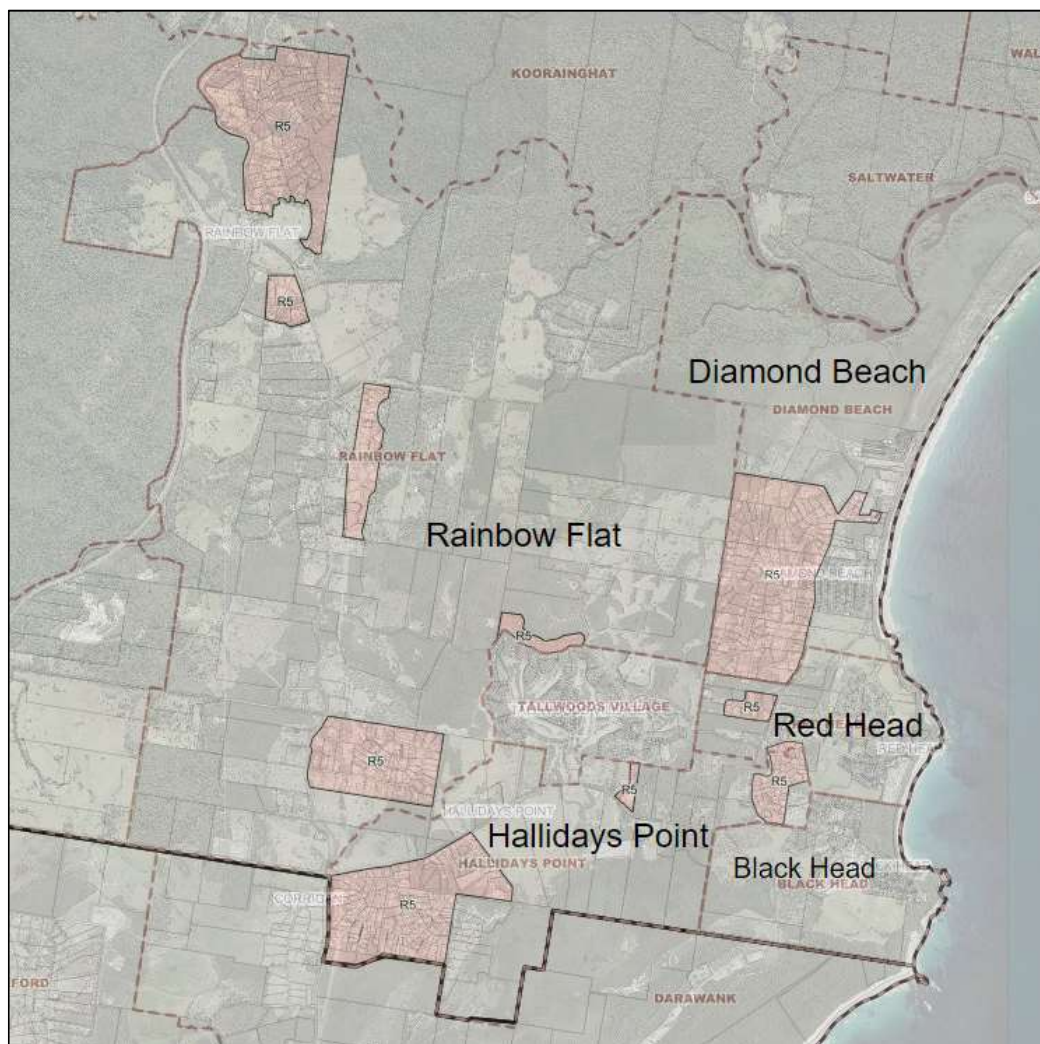 KOORAINGHAT
WAL
R5
SALTWATER
RAINBOW FLAT
R5
Diamond Beach
DIAMOND BEACH
RAINBOW FLAT
Rainbow Flat
R5
DIAMOND BEACH
R5
TALLWOODS VILLAGE
R5
Red Head
R5
R5
R5
HALLIDAYS POINT
Hallidays Point
HALLIDAYS POINT
Black Head
BLACK HEAD
R5
FORD
DARAWANK